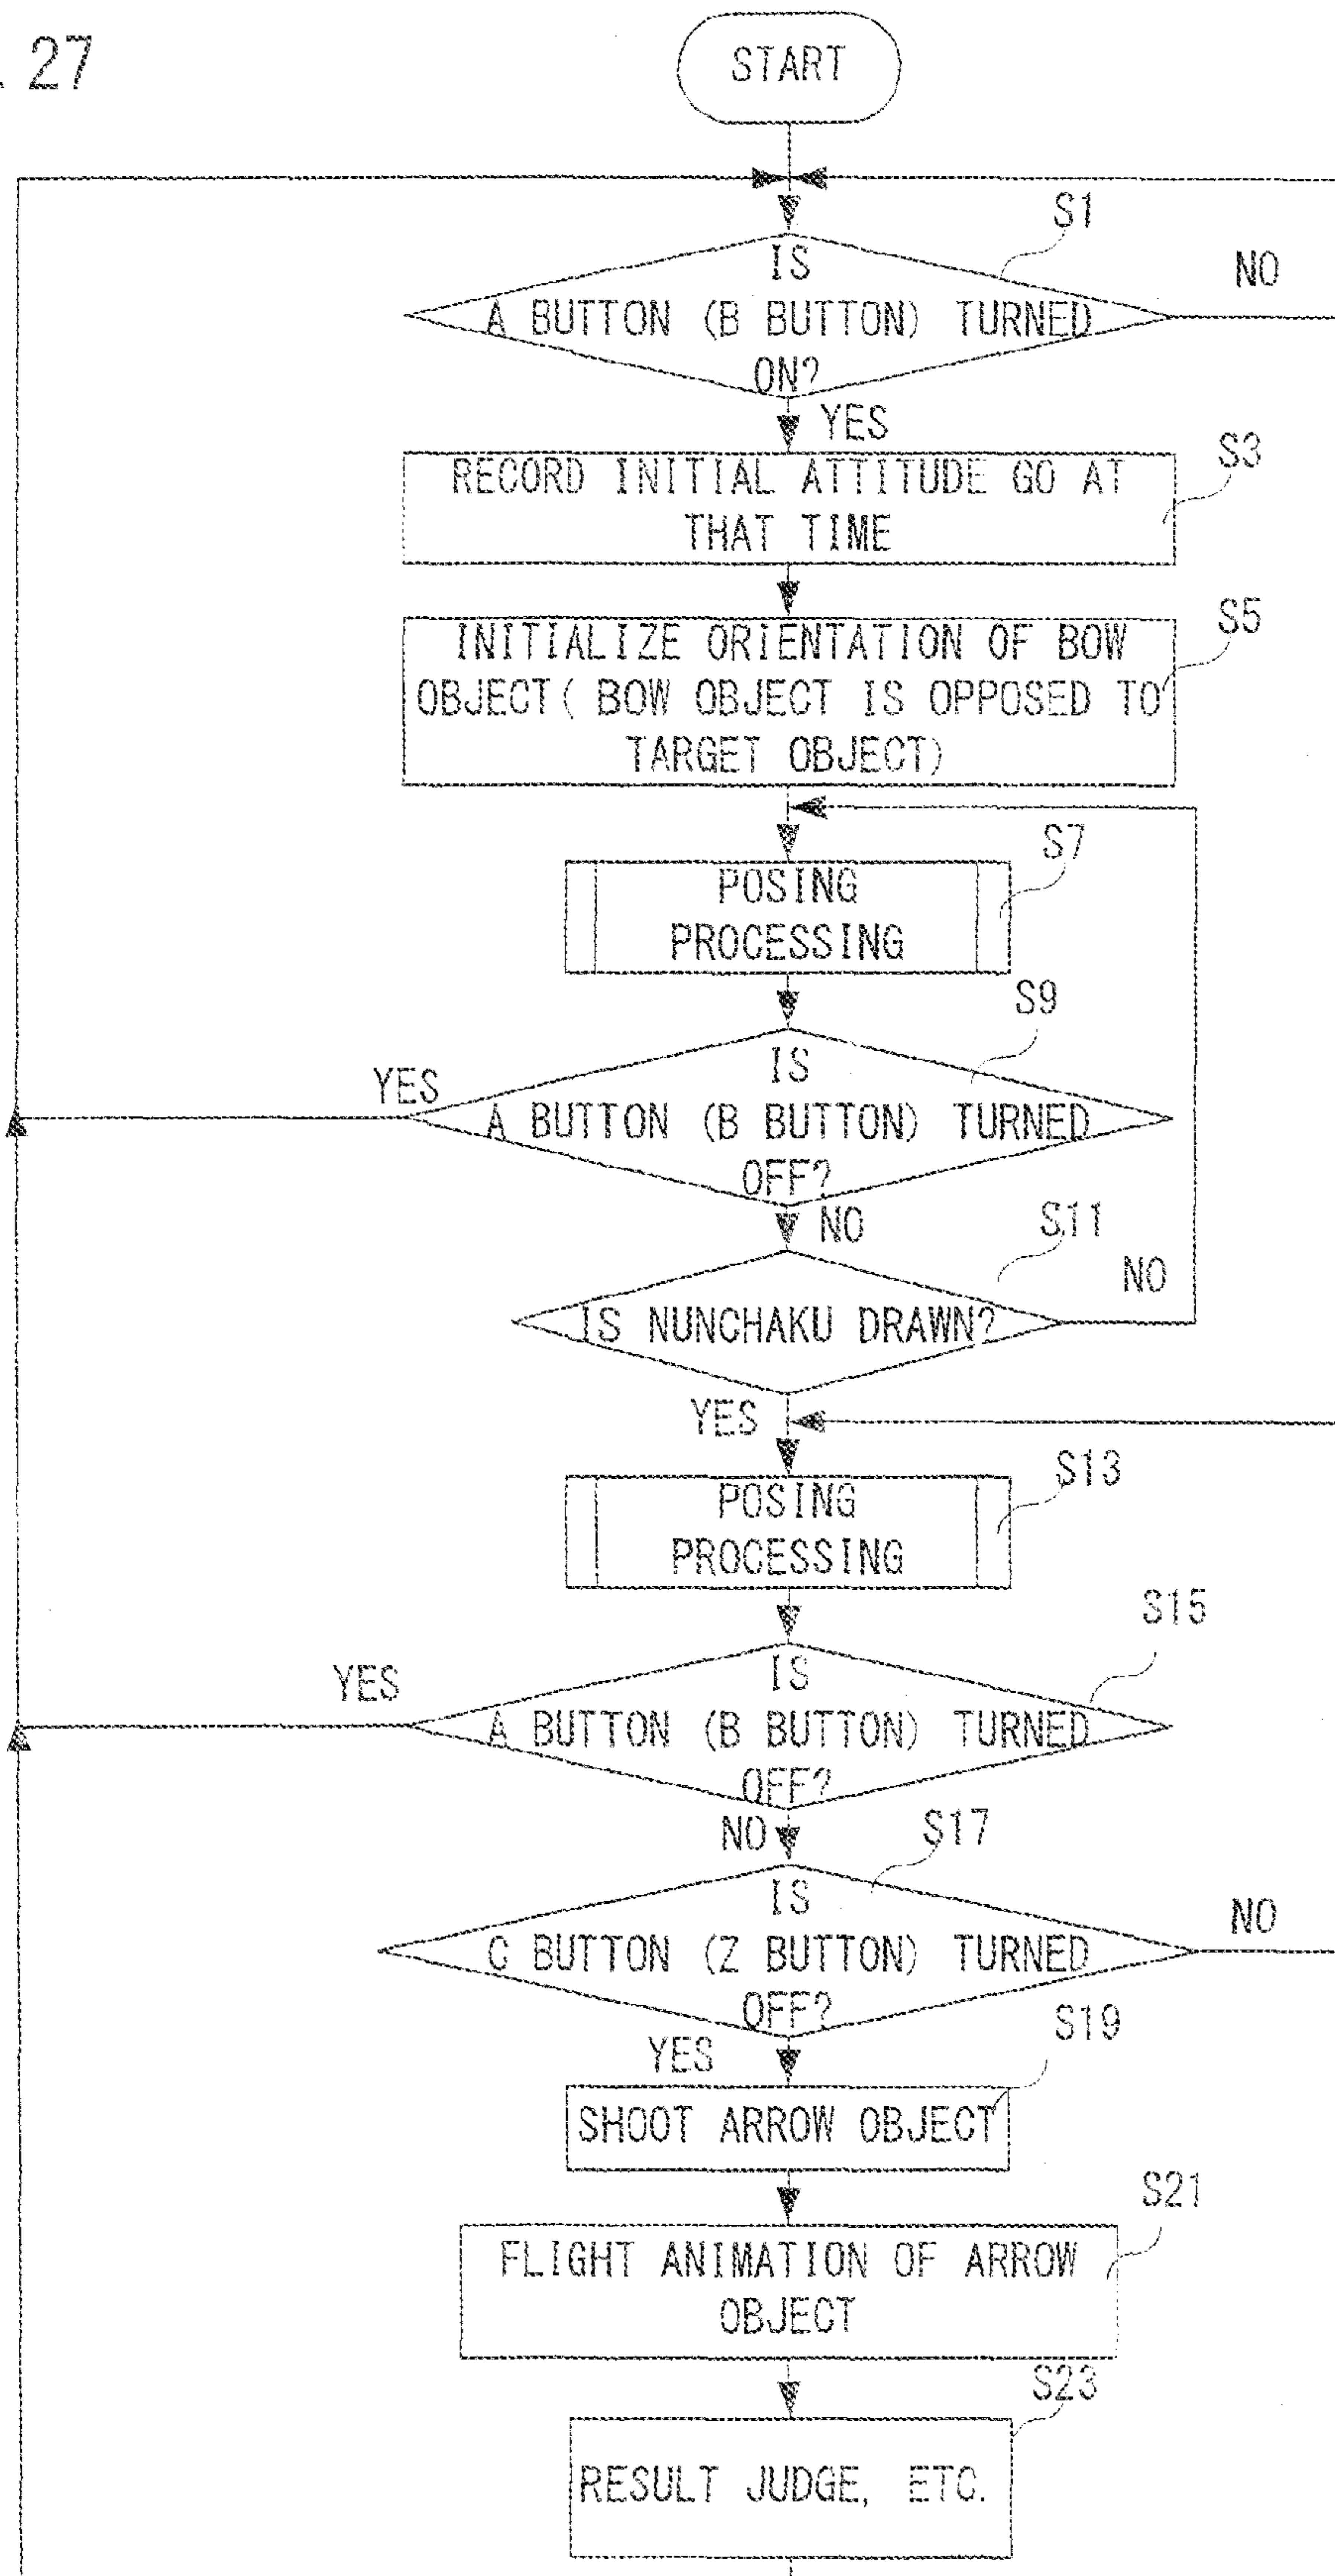 . 27
START
S1
IS
A BUTTON (B BUTTON) TURNED
ON?
NO
YES
S3
RECORD INITIAL ATTITUDE G0 AT
THAT TIME
S5
INITIALIZE ORIENTATION OF BOW
OBJECT( BOW OBJECT IS OPPOSED TO
TARGET OBJECT)
S7
POSING
PROCESSING
S9
YES
IS
A BUTTON (B BUTTON) TURNED
OFF?
NO
S11
NO
IS NUNCHAKU DRAWN?
YES
S13
POSING
PROCESSING
S15
YES
IS
A BUTTON (B BUTTON) TURNED
OFF?
NO
S17
IS
C BUTTON (Z BUTTON) TURNED
OFF?
NO
YES
S19
SHOOT ARROW OBJECT
S21
FLIGHT ANIMATION OF ARROW
OBJECT
S23
RESULT JUDGE, ETC.